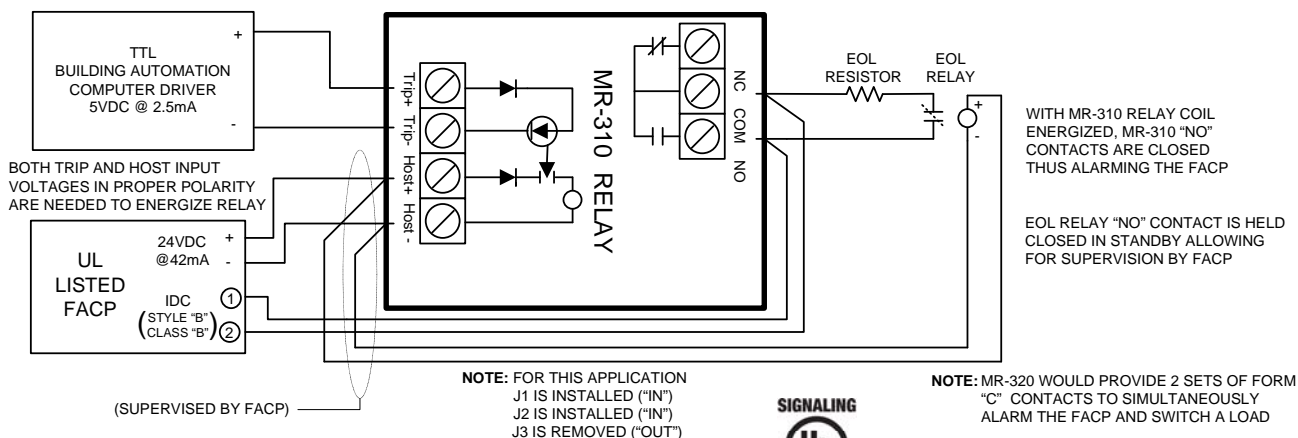 TTL
BUILDING AUTOMATION
COMPUTER DRIVER
5VDC @ 2.5mA
+
-
BOTH TRIP AND HOST INPUT
VOLTAGES IN PROPER POLARITY
ARE NEEDED TO ENERGIZE RELAY
UL
LISTED
FACP
24VDC
@42mA
+
-
IDC
(STYLE “B”
CLASS “B”)
1
2
(SUPERVISED BY FACP)
Trip+
Trip-
Host+
Host -
MR-310 RELAY
NC
COM
NO
EOL
RESISTOR
EOL
RELAY
+
-
WITH MR-310 RELAY COIL
ENERGIZED, MR-310 “NO”
CONTACTS ARE CLOSED
THUS ALARMING THE FACP
EOL RELAY “NO” CONTACT IS HELD
CLOSED IN STANDBY ALLOWING
FOR SUPERVISION BY FACP
NOTE: FOR THIS APPLICATION
J1 IS INSTALLED (“IN”)
J2 IS INSTALLED (“IN”)
J3 IS REMOVED (“OUT”)
SIGNALING
NOTE: MR-320 WOULD PROVIDE 2 SETS OF FORM
“C” CONTACTS TO SIMULTANEOUSLY
ALARM THE FACP AND SWITCH A LOAD